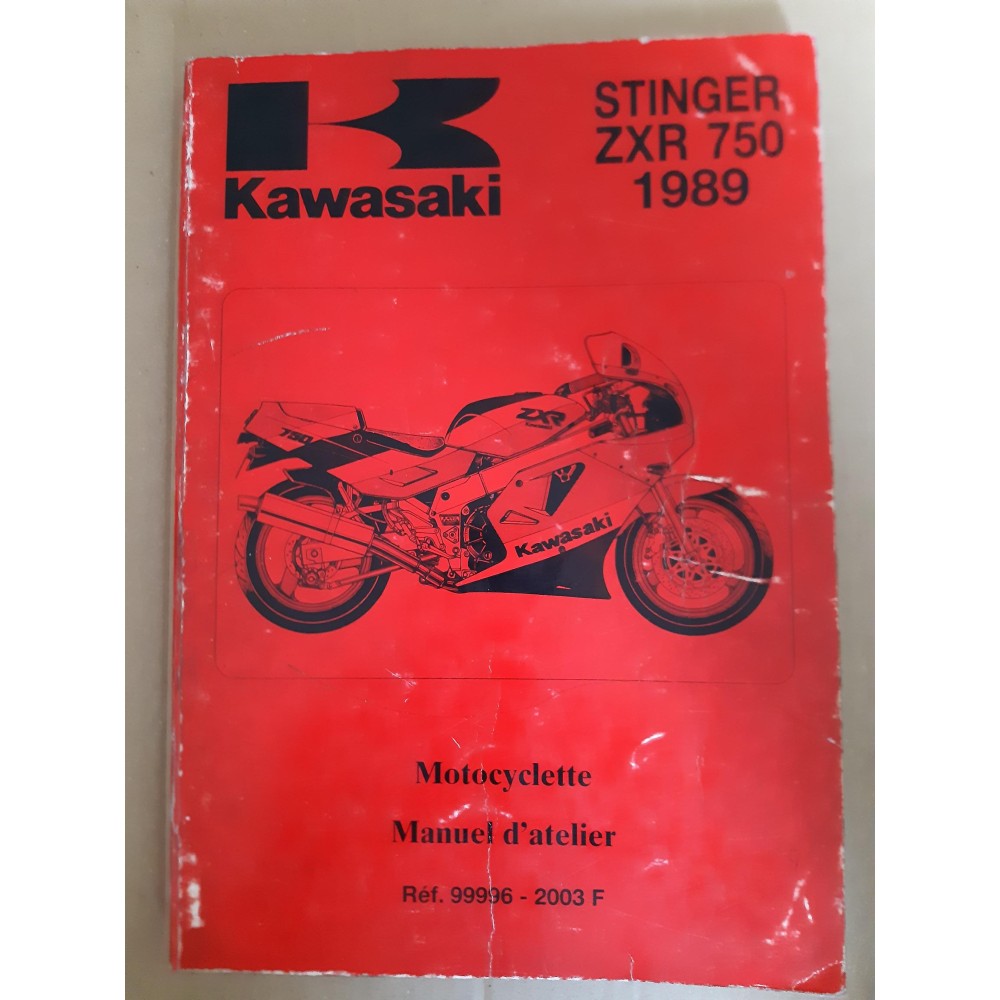 Kawasaki
STINGER
ZXR 750
1989
ZXR
750
Kawasaki
Motocyclette
Manuel d'atelier
Réf. 99996 - 2003 F